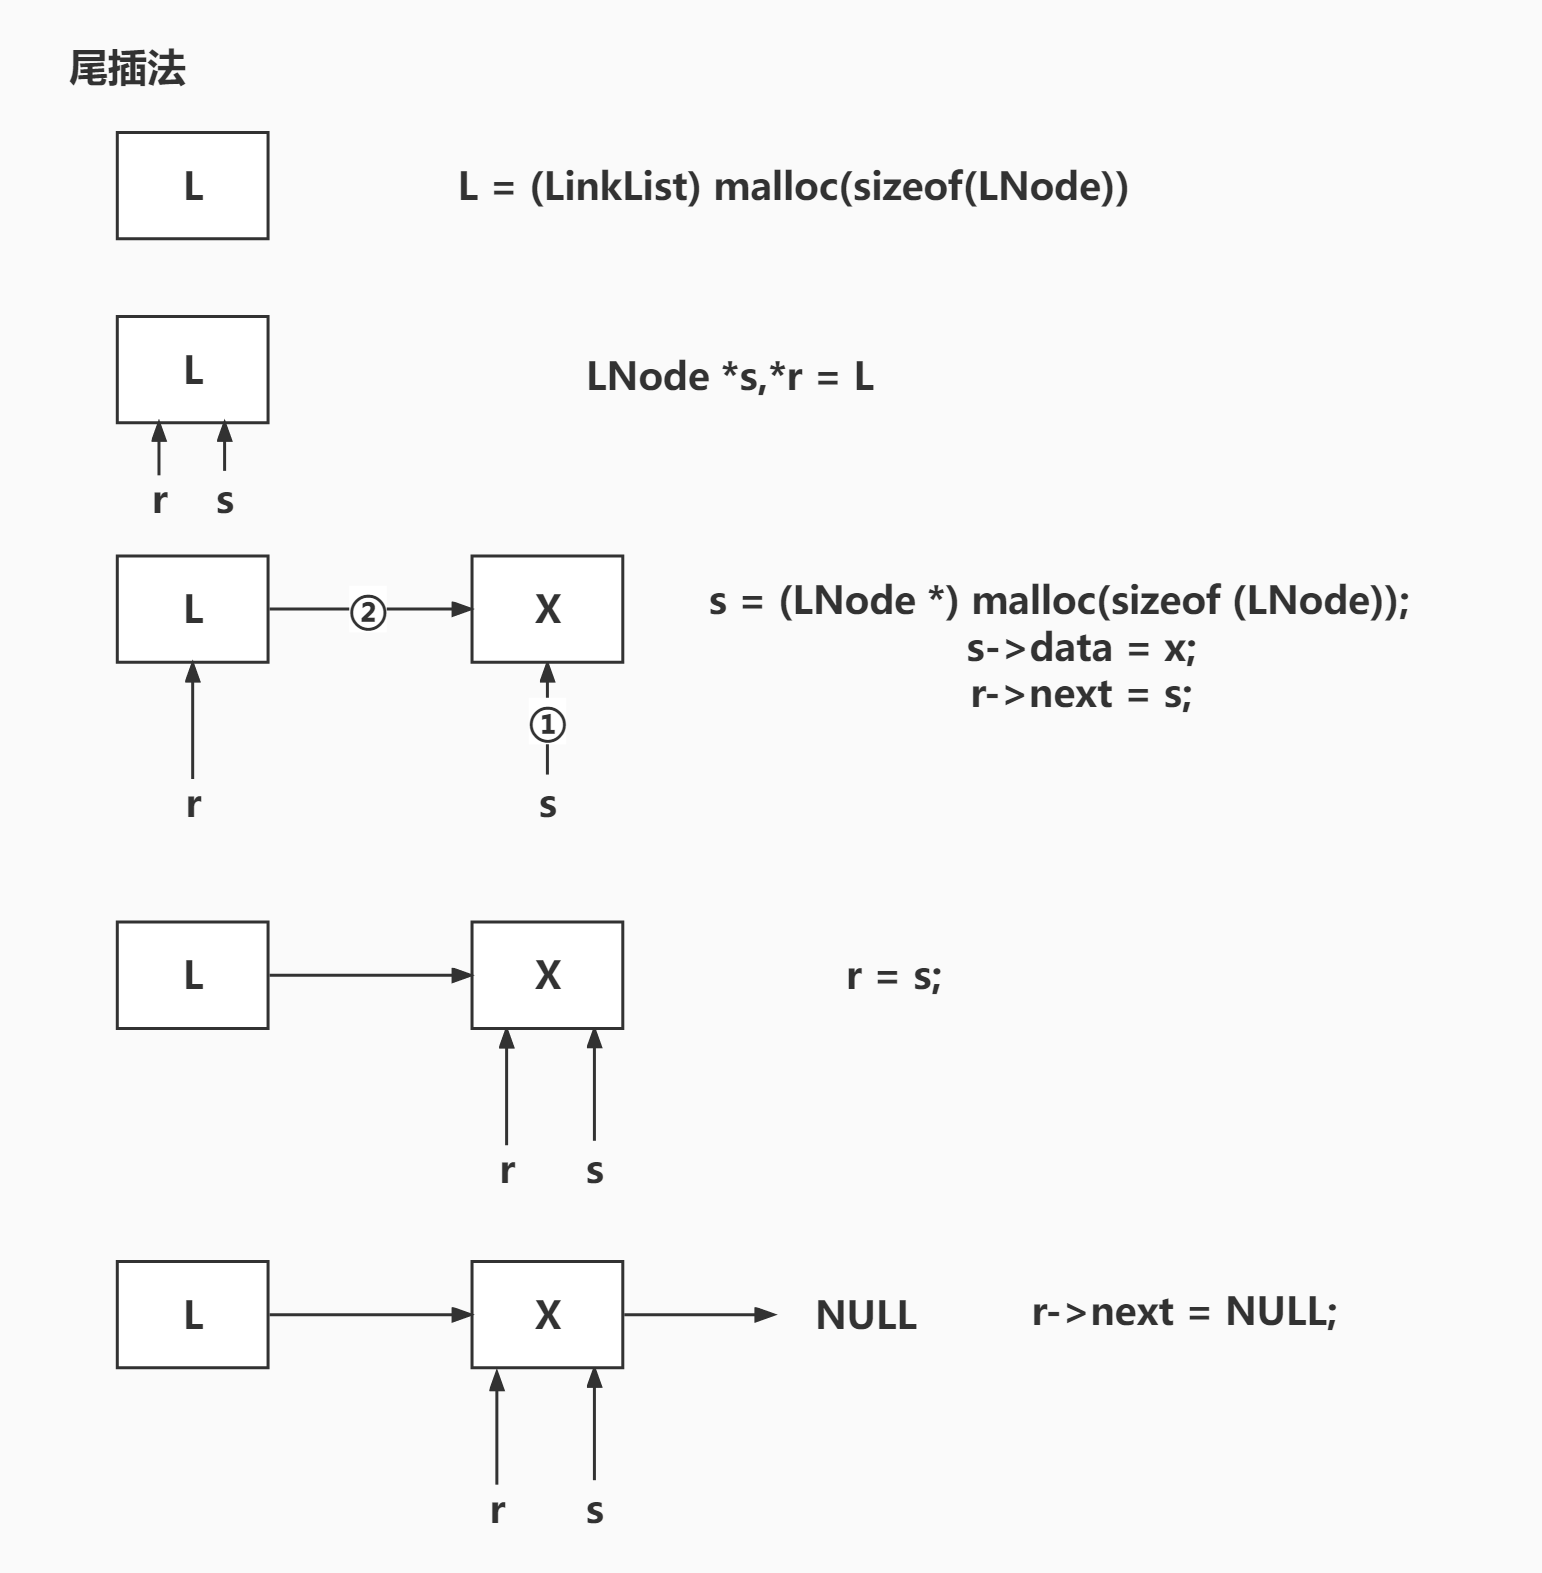 尾插法
L
L = (LinkList) malloc(sizeof(LNode))
L
LNode *s,*r = L
r s
L
②
X
s = (LNode *) malloc(sizeof (LNode));
s->data = x;
r->next = s;
①
r
s
L
X
r = s;
r
s
L
X
NULL
r->next = NULL;
r
s